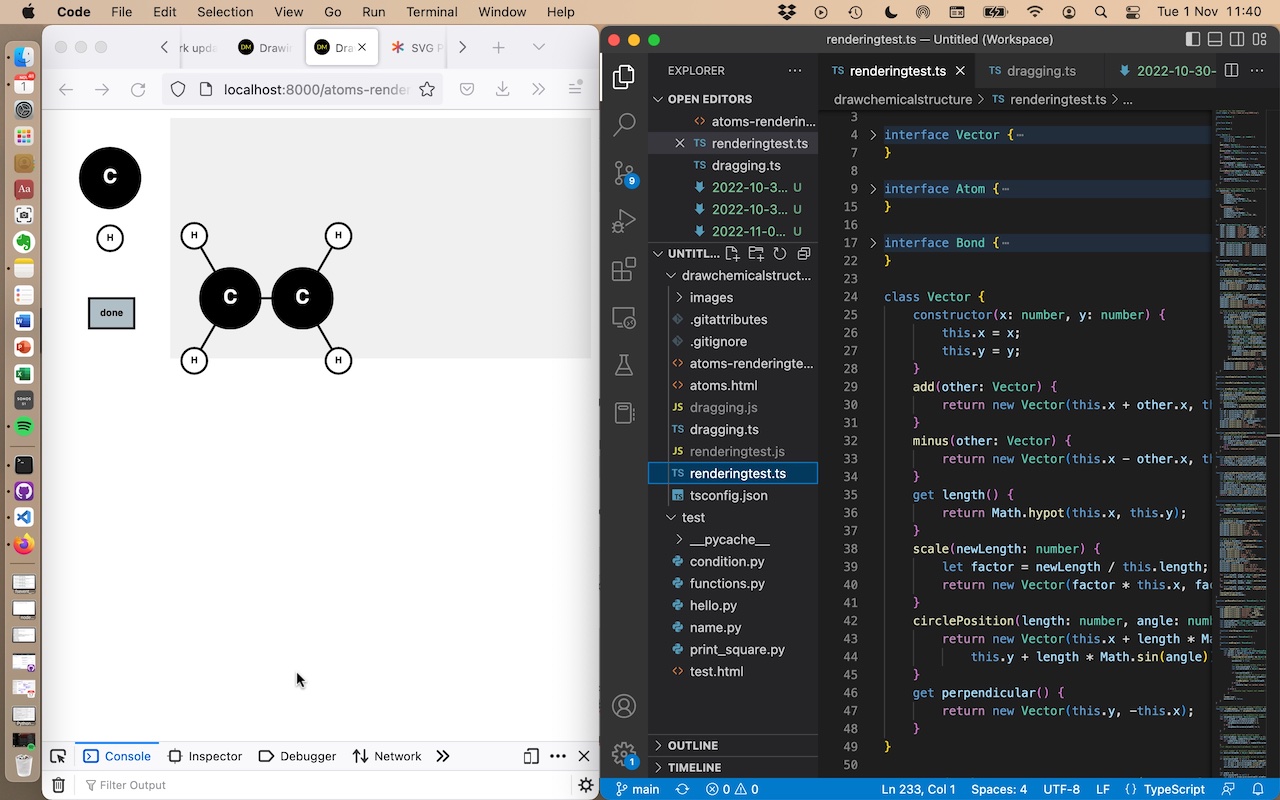 Code File Edit Selection View Go Run Terminal Window Help Tue 1 Nov 11:40
rk upda Drawi Dra SVG P
localhost:8000/atoms-render
C
H
done
H H
C C
H H
Console Inspector Debugger Network
Filter Output
renderingtest.ts — Untitled (Workspace)
EXPLORER
OPEN EDITORS
atoms-renderin...
TS renderingtest.ts
TS dragging.ts
2022-10-3... U
2022-10-3... U
2022-11-0... U
UNTITL...
drawchemicalstruct...
images
.gitattributes
.gitignore
atoms-renderingte...
atoms.html
JS dragging.js
TS dragging.ts
JS renderingtest.js
TS renderingtest.ts
tsconfig.json
test
__pycache__
condition.py
functions.py
hello.py
name.py
print_square.py
test.html
OUTLINE
TIMELINE
9
1
TS renderingtest.ts TS dragging.ts 2022-10-30-
drawchemicalstructure > TS renderingtest.ts > ...
3
4 interface Vector {
7 }
8
9 interface Atom {
15 }
16
17 interface Bond {
22 }
23
24 class Vector {
25 constructor(x: number, y: number) {
26 this.x = x;
27 this.y = y;
28 }
29 add(other: Vector) {
30 return new Vector(this.x + other.x, th
31 }
32 minus(other: Vector) {
33 return new Vector(this.x − other.x, th
34 }
35 get length() {
36 return Math.hypot(this.x, this.y);
37 }
38 scale(newLength: number) {
39 let factor = newLength / this.length;
40 return new Vector(factor * this.x, fac
41 }
42 circlePosition(length: number, angle: numb
43 return new Vector(this.x + length * Ma
44 this.y + length * Math.sin(angle)
45 }
46 get perpendicular() {
47 return new Vector(this.y, −this.x);
48 }
49 }
50
main 0 0 Ln 233, Col 1 Spaces: 4 UTF-8 LF {} TypeScript